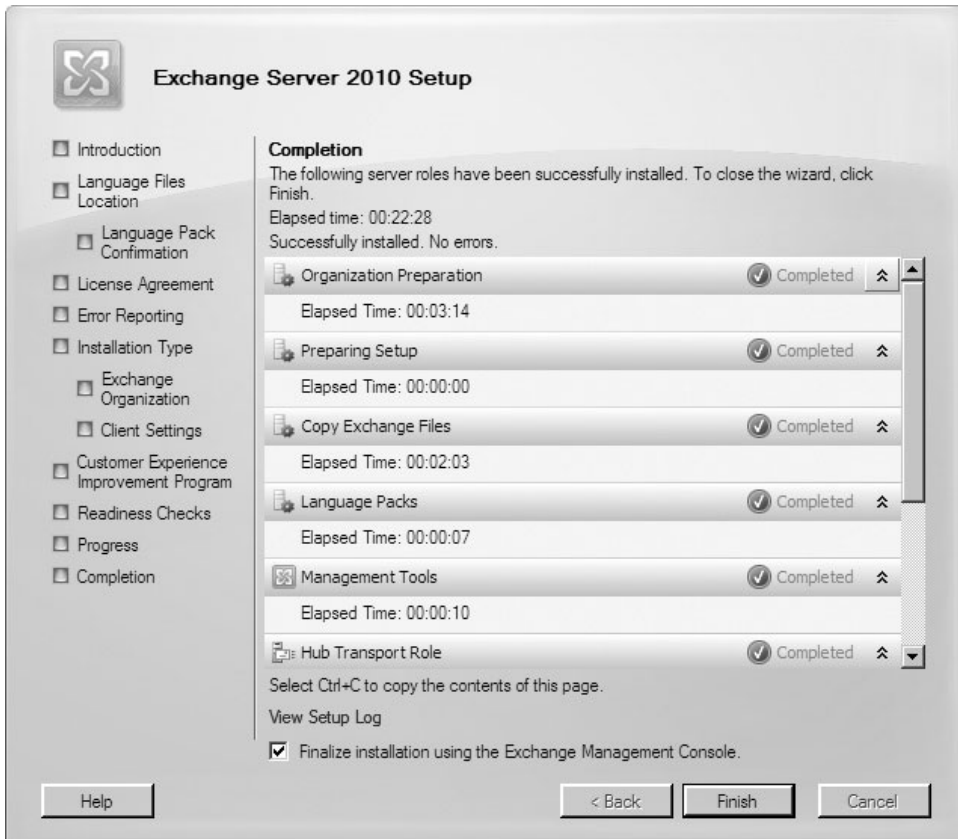 Exchange Server 2010 Setup
Introduction
Language Files
Location
Language Pack
Confirmation
License Agreement
Error Reporting
Installation Type
Exchange
Organization
Client Settings
Customer Experience
Improvement Program
Readiness Checks
Progress
Completion
Completion
The following server roles have been successfully installed. To close the wizard, click
Finish.
Elapsed time: 00:22:28
Successfully installed. No errors.
Organization Preparation Completed
Elapsed Time: 00:03:14
Preparing Setup Completed
Elapsed Time: 00:00:00
Copy Exchange Files Completed
Elapsed Time: 00:02:03
Language Packs Completed
Elapsed Time: 00:00:07
Management Tools Completed
Elapsed Time: 00:00:10
Hub Transport Role Completed
Select Ctrl+C to copy the contents of this page.
View Setup Log
Finalize installation using the Exchange Management Console.
Help < Back Finish Cancel